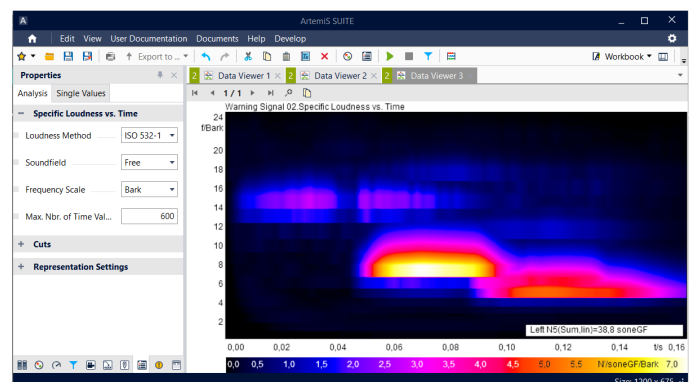 ArtemiS SUITE
Edit View User Documentation Documents Help Develop
Export to ... Workbook
Properties
2 Data Viewer 1 2 Data Viewer 2 2 Data Viewer 3
Analysis Single Values
1 / 1
Specific Loudness vs. Time
Loudness Method ISO 532-1
Soundfield Free
Frequency Scale Bark
Max. Nbr. of Time Val... 600
Cuts
Representation Settings
Warning Signal 02.Specific Loudness vs. Time
24
f/Bark
20
18
16
14
12
10
8
6
4
2
Left N5(Sum,lin)=38,8 soneGF
0,00 0,02 0,04 0,06 0,08 0,10 0,12 0,14 t/s 0,16
0,0 0,5 1,0 1,5 2,0 2,5 3,0 3,5 4,0 4,5 5,0 5,5 N'/soneGF/Bark 7,0
Size: 1200 x 675